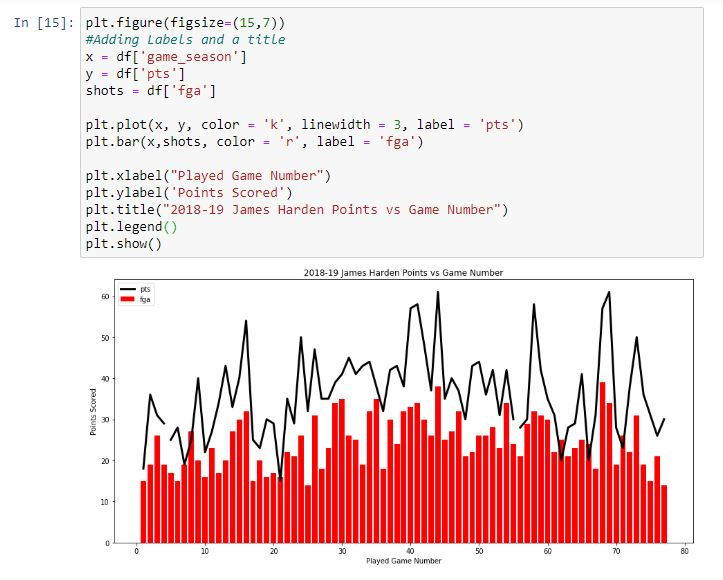 In [15]: plt.figure(figsize=(15,7))
#Adding Labels and a title
x = df['game_season']
y = df['pts']
shots = df['fga']
plt.plot(x, y, color = 'k', linewidth = 3, label = 'pts')
plt.bar(x,shots, color = 'r', label = 'fga')
plt.xlabel("Played Game Number")
plt.ylabel('Points Scored')
plt.title("2018-19 James Harden Points vs Game Number")
plt.legend()
plt.show()
2018-19 James Harden Points vs Game Number
pts
fga
60
50
40
30
20
10
0
Points Scored
0 10 20 30 40 50 60 70 80
Played Game Number